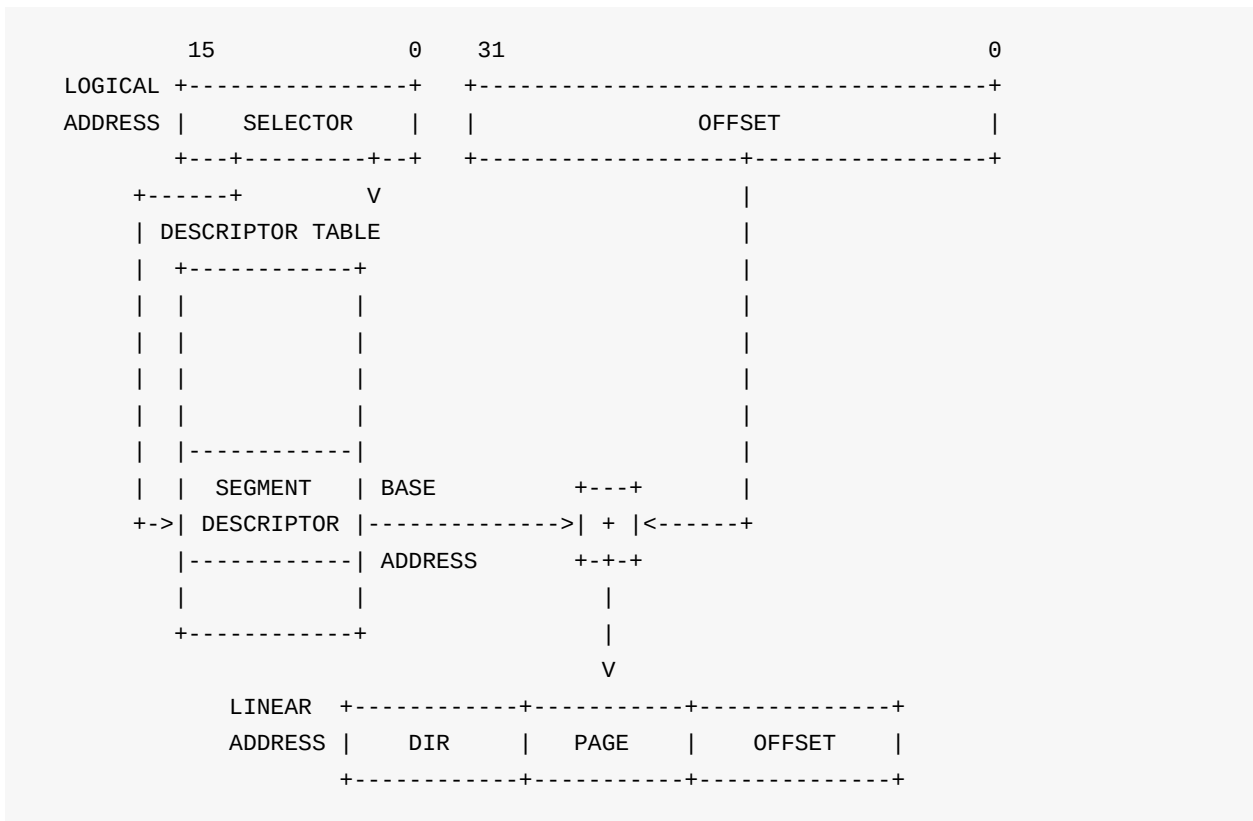 15 0 31 0
LOGICAL +----------------+ +-------------------------------------+
ADDRESS | SELECTOR | | OFFSET |
+---+---------+--+ +-------------------+-----------------+
+------+ V |
| DESCRIPTOR TABLE |
| +------------+ |
| | | |
| | | |
| | | |
| | | |
| |------------| |
| | SEGMENT | BASE +---+ |
+->| DESCRIPTOR |-------------->| + |<------+
|------------| ADDRESS +-+-+
| | |
+------------+ |
V
LINEAR +------------+-----------+--------------+
ADDRESS | DIR | PAGE | OFFSET |
+------------+-----------+--------------+